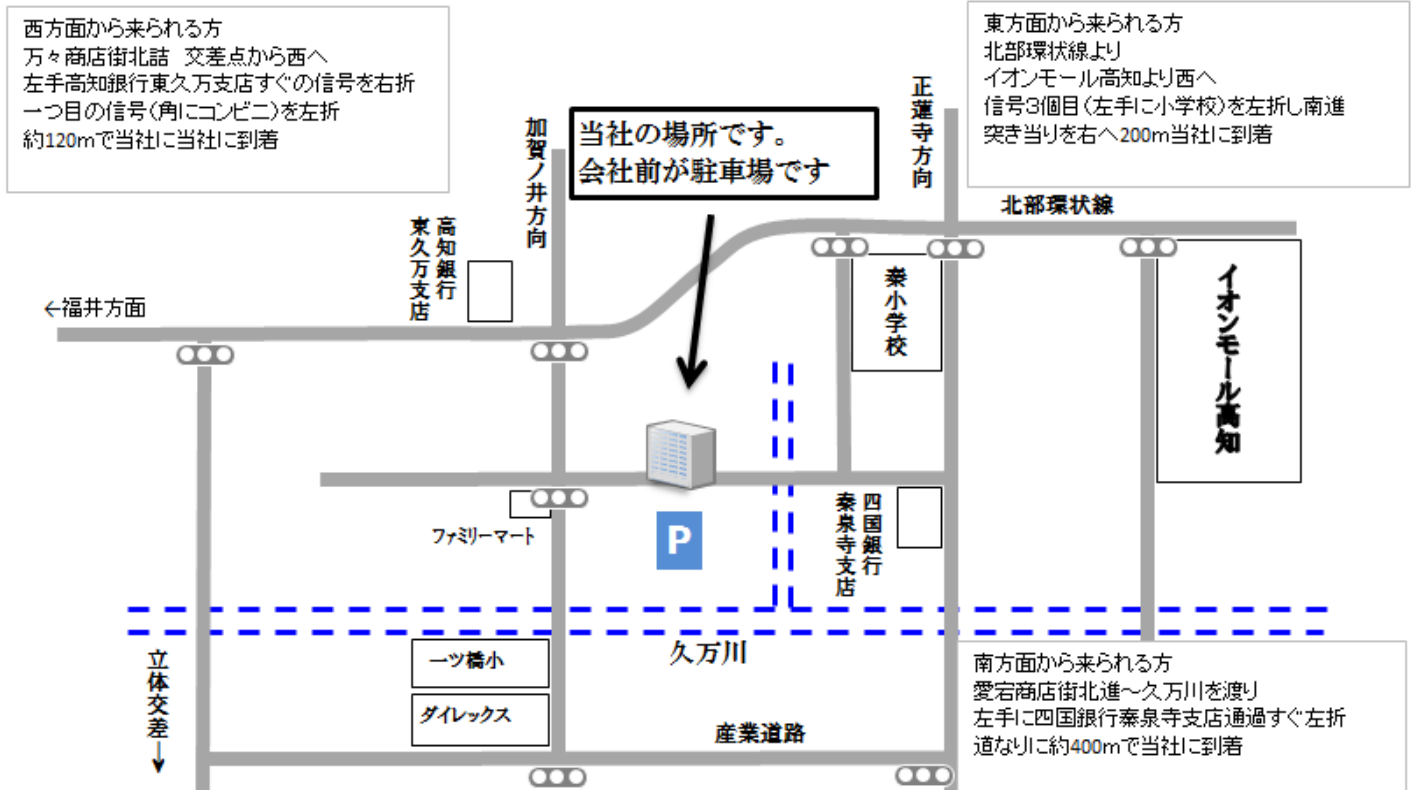 西方面から来られる方
万々商店街北詰　交差点から西へ
左手高知銀行東久万支店すぐの信号を右折
一つ目の信号(角にコンビニ)を左折
約120mで当社に当社に到着
東方面から来られる方
北部環状線より
イオンモール高知より西へ
信号3個目(左手に小学校)を左折し南進
突き当りを右へ200m当社に到着
当社の場所です。
会社前が駐車場です
加賀ノ井方向
正蓮寺方向
北部環状線
高知銀行
東久万支店
←福井方面
秦小学校
イオンモール高知
ファミリーマート
P
四国銀行
秦泉寺支店
久万川
一ツ橋小
ダイレックス
立体交差→
産業道路
南方面から来られる方
愛宕商店街北進～久万川を渡り
左手に四国銀行秦泉寺支店通過すぐ左折
道なりに約400mで当社に到着